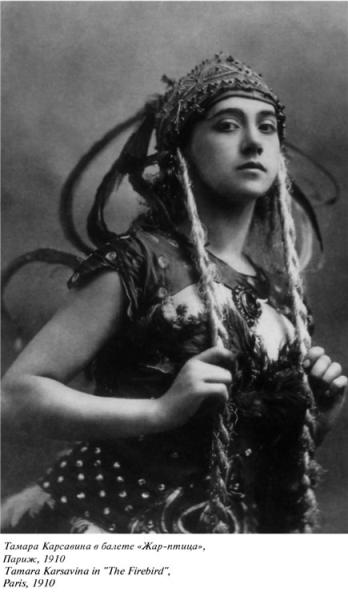 Тамара Карсавина в балете «Жар-птица»,
Париж, 1910
Tamara Karsavina in "The Firebird",
Paris, 1910